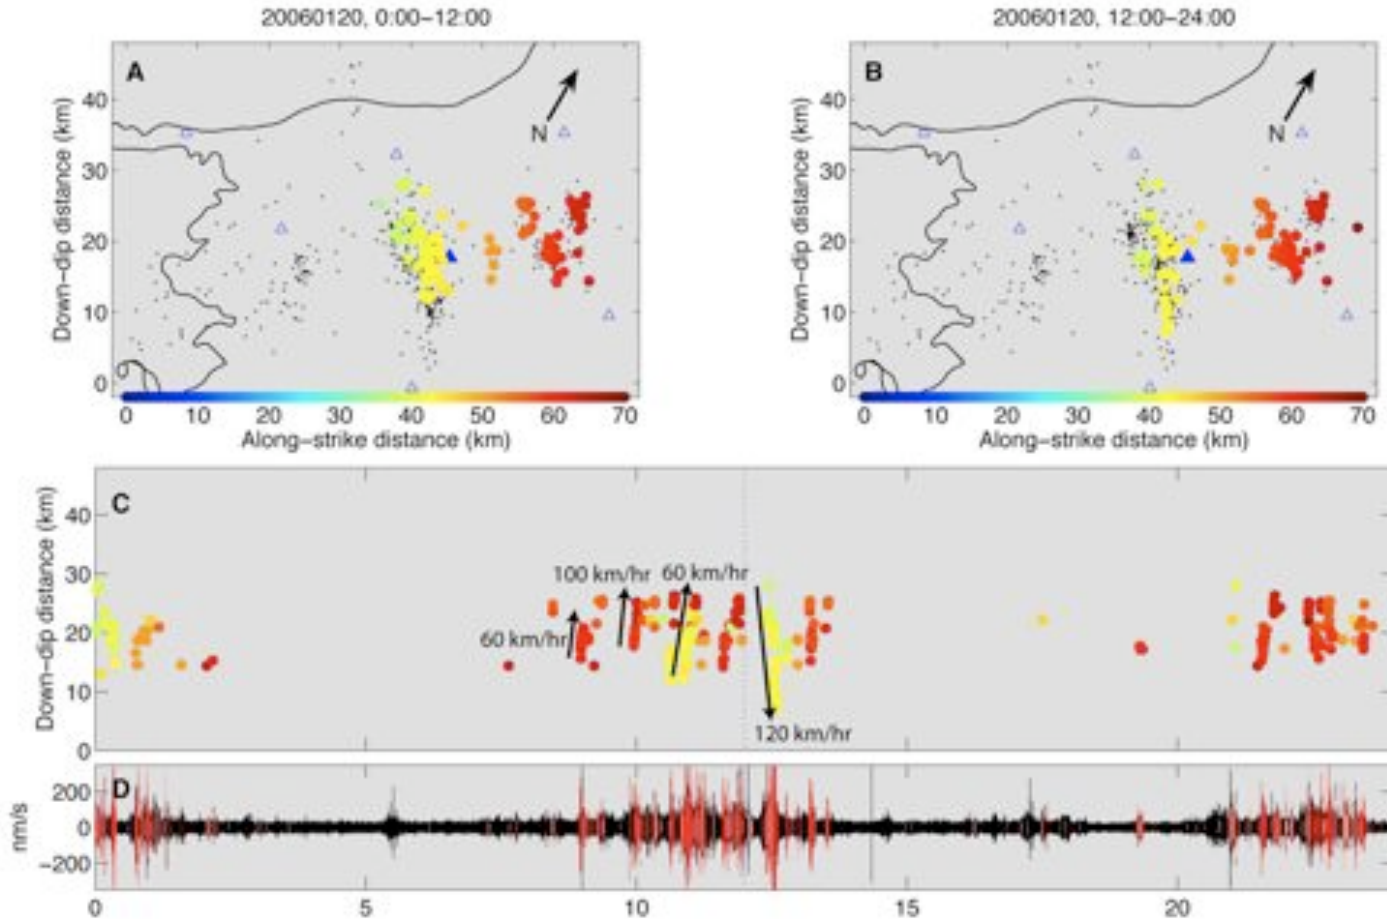 20060120, 0:00−12:00
20060120, 12:00−24:00
A
N
Down−dip distance (km)
40
30
20
10
0
0 10 20 30 40 50 60 70
Along−strike distance (km)
B
N
Down−dip distance (km)
40
30
20
10
0
0 10 20 30 40 50 60 70
Along−strike distance (km)
C
Down−dip distance (km)
40
30
20
10
0
100 km/hr
60 km/hr
60 km/hr
120 km/hr
D
nm/s
200
0
−200
0 5 10 15 20